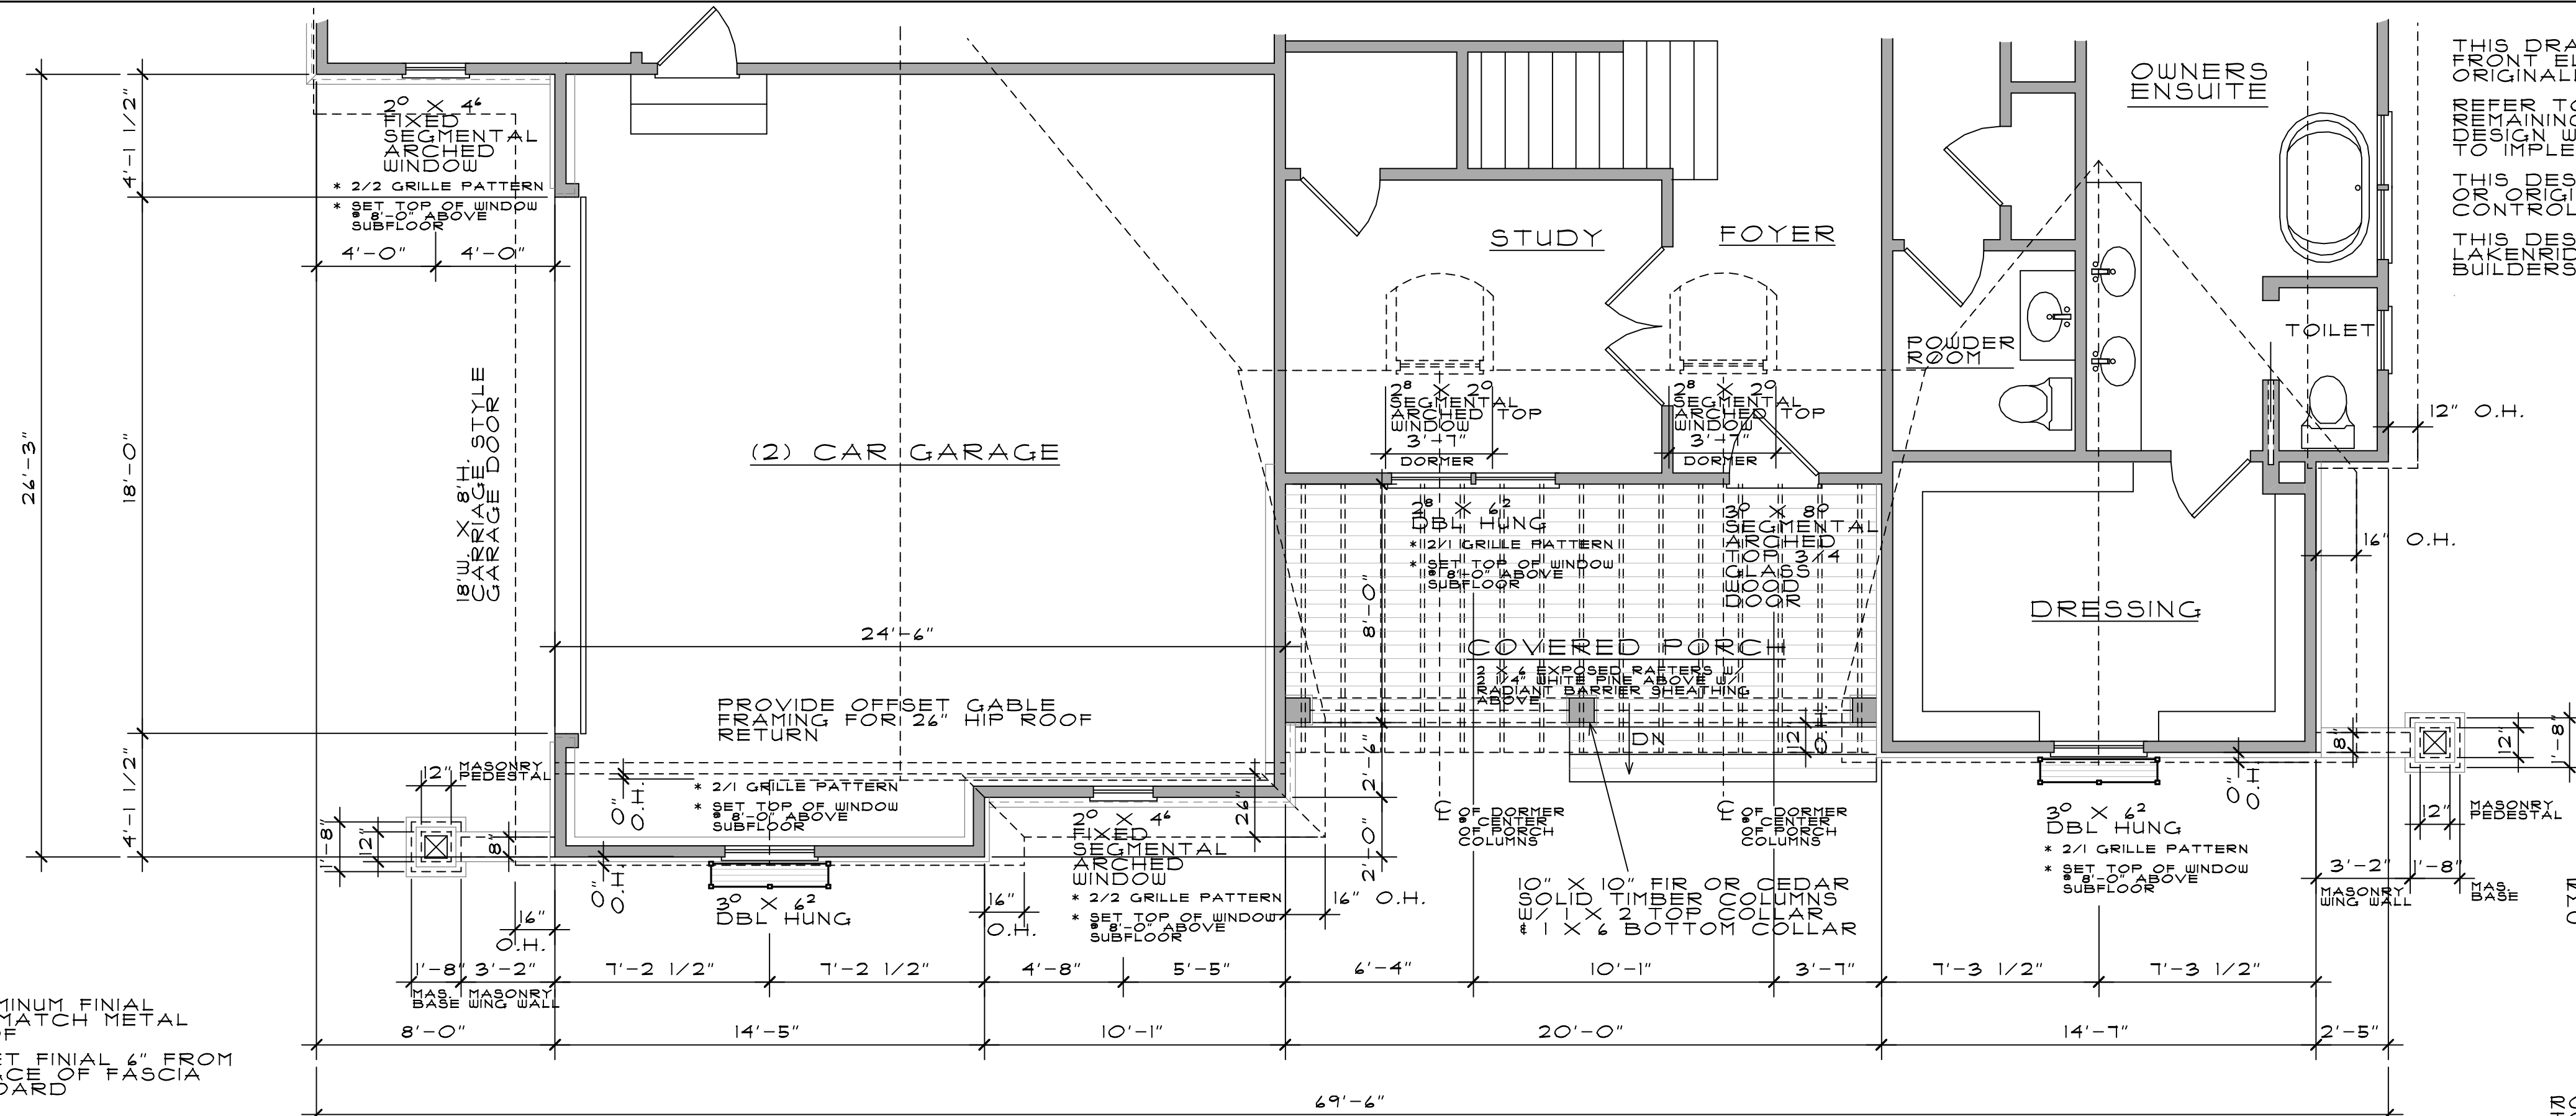 THIS DRA
FRONT EL
ORIGINALL
REFER TO
REMAINING
DESIGN W
TO IMPLE
THIS DES
OR ORIGI
CONTROL
THIS DES
LAKENRID
BUILDERS
OWNERS
ENSUITE
2⁰ X 4⁶
FIXED
SEGMENTAL
ARCHED
WINDOW
* 2/2 GRILLE PATTERN
* SET TOP OF WINDOW
@ 8'-0" ABOVE
SUBFLOOR
4'-0"
4'-0"
4'-1 1/2"
26'-3"
18'-0"
4'-1 1/2"
18'W. X 8'H.
CARRIAGE STYLE
GARAGE DOOR
(2) CAR GARAGE
24'-6"
PROVIDE OFFSET GABLE
FRAMING FOR 26" HIP ROOF
RETURN
STUDY
FOYER
POWDER
ROOM
TOILET
2⁸ X 2⁰
SEGMENTAL
ARCHED TOP
WINDOW
3'-7"
DORMER
2⁸ X 2⁰
SEGMENTAL
ARCHED TOP
WINDOW
3'-7"
DORMER
12" O.H.
2⁸ X 6²
DBL HUNG
* 2/1 GRILLE PATTERN
* SET TOP OF WINDOW
@ 8'-0" ABOVE
SUBFLOOR
3⁰ X 8⁰
SEGMENTAL
ARCHED
TOP 3/4
GLASS
WOOD
DOOR
16" O.H.
DRESSING
8'-0"
COVERED PORCH
2 X 6 EXPOSED RAFTERS W/
2 1/4" WHITE PINE ABOVE W/
RADIANT BARRIER SHEATHING
ABOVE
DN
12"
O.H.
2'-6"
2'-0"
26"
12"
MASONRY
PEDESTAL
1'-8"
12"
8"
0"
O.H.
* 2/1 GRILLE PATTERN
* SET TOP OF WINDOW
@ 8'-0" ABOVE
SUBFLOOR
0"
O.H.
3⁰ X 6²
DBL HUNG
16"
O.H.
16"
O.H.
2⁰ X 4⁶
FIXED
SEGMENTAL
ARCHED
WINDOW
* 2/2 GRILLE PATTERN
* SET TOP OF WINDOW
@ 8'-0" ABOVE
SUBFLOOR
16" O.H.
℄ OF DORMER
@ CENTER
OF PORCH
COLUMNS
℄ OF DORMER
@ CENTER
OF PORCH
COLUMNS
10" X 10" FIR OR CEDAR
SOLID TIMBER COLUMNS
W/ 1 X 2 TOP COLLAR
& 1 X 6 BOTTOM COLLAR
0"
O.H.
3⁰ X 6²
DBL HUNG
* 2/1 GRILLE PATTERN
* SET TOP OF WINDOW
@ 8'-0" ABOVE
SUBFLOOR
8"
12"
1'-8"
12"
MASONRY
PEDESTAL
3'-2"
1'-8"
MASONRY
WING WALL
MAS.
BASE
1'-8"
3'-2"
7'-2 1/2"
7'-2 1/2"
4'-8"
5'-5"
6'-4"
10'-1"
3'-7"
7'-3 1/2"
7'-3 1/2"
MAS.
BASE
MASONRY
WING WALL
8'-0"
14'-5"
10'-1"
20'-0"
14'-7"
2'-5"
69'-6"
MINUM FINIAL
MATCH METAL
OF
ET FINIAL 6" FROM
ACE OF FASCIA
OARD